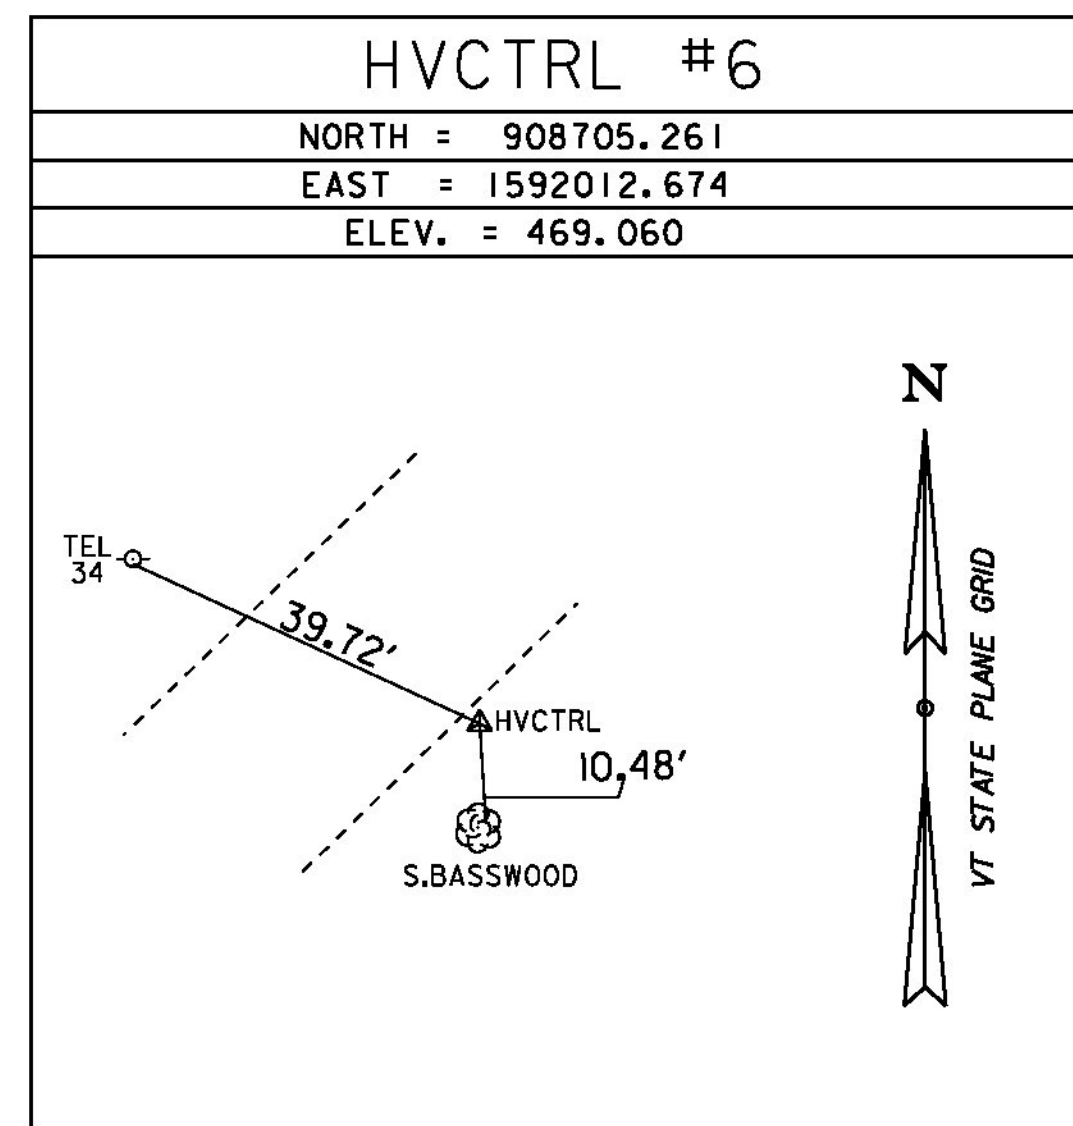 HVCTRL #6
NORTH = 908705.261
EAST = 1592012.674
ELEV. = 469.060
N
TEL
34
39.72'
HVCTRL
10.48'
S.BASSWOOD
VT STATE PLANE GRID